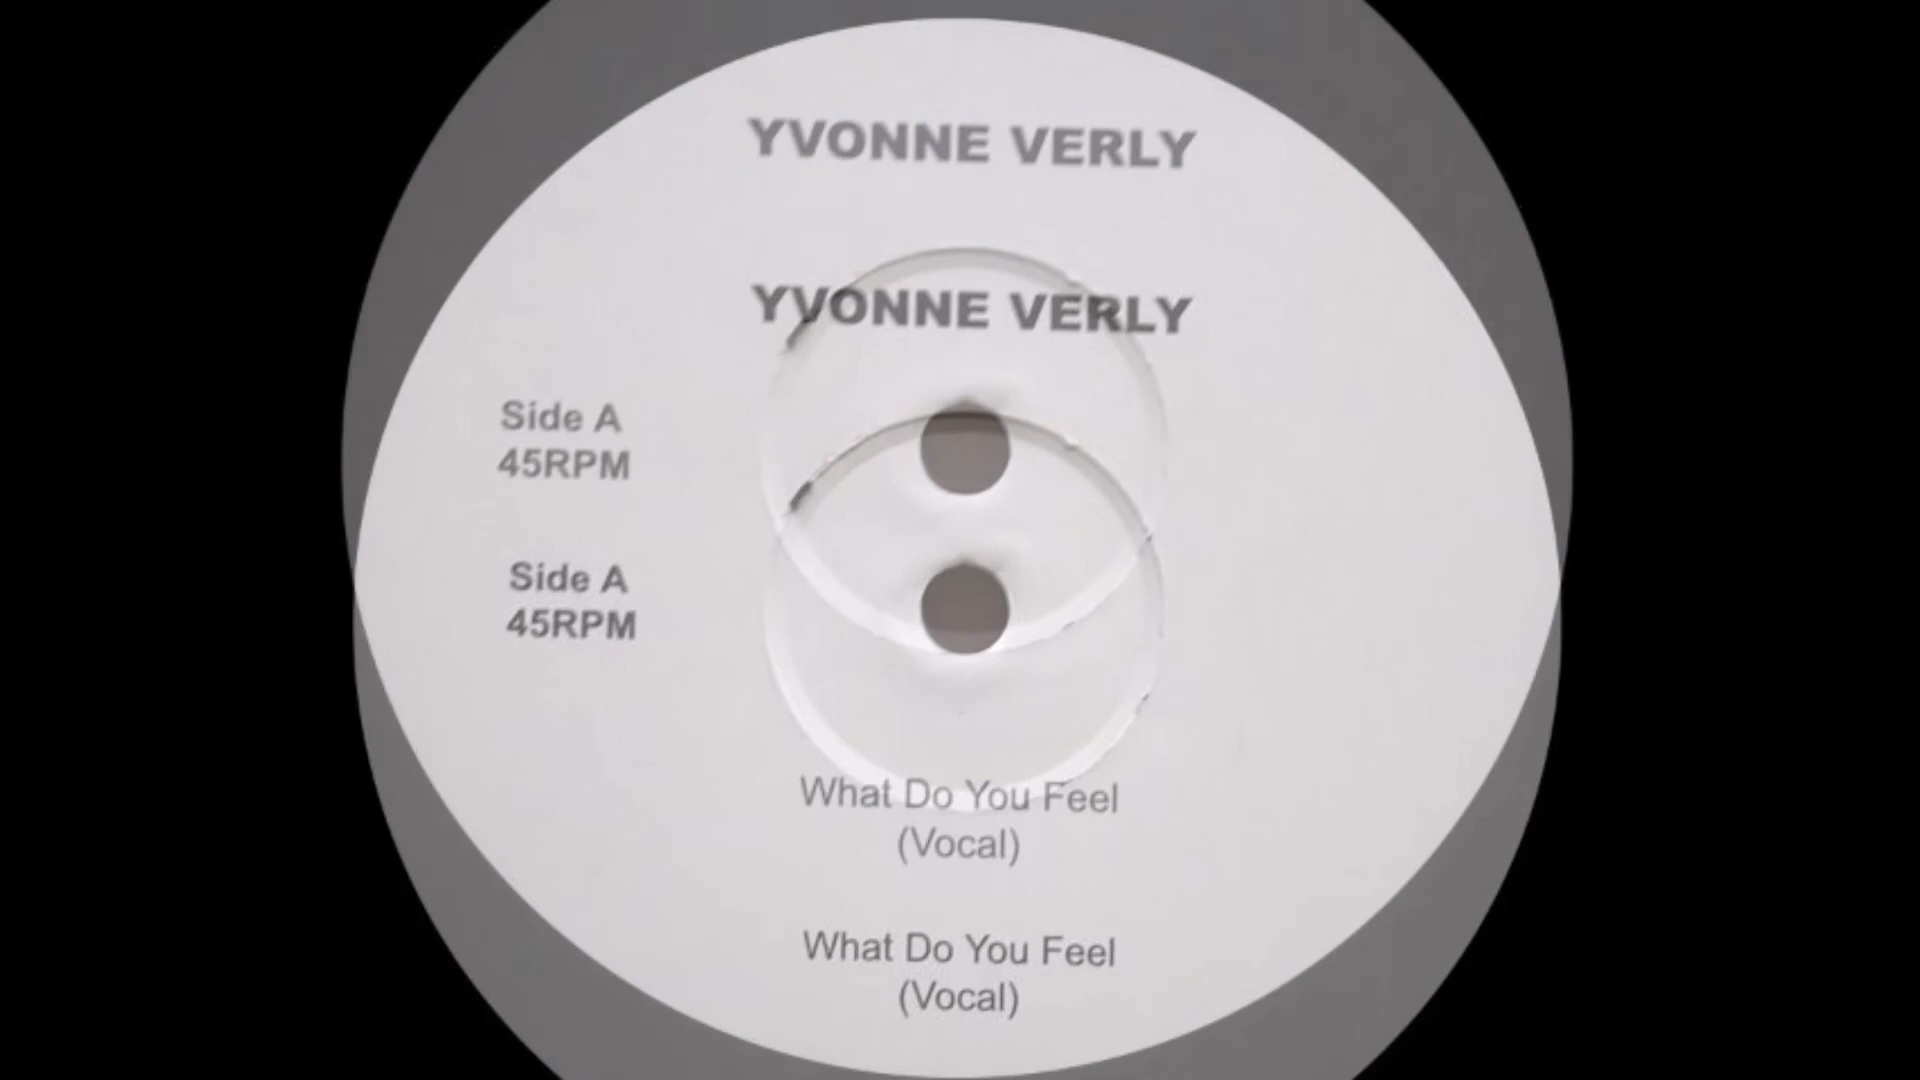 YVONNE VERLY
YVONNE VERLY
Side A
45RPM
Side A
45RPM
What Do You Feel
(Vocal)
What Do You Feel
(Vocal)